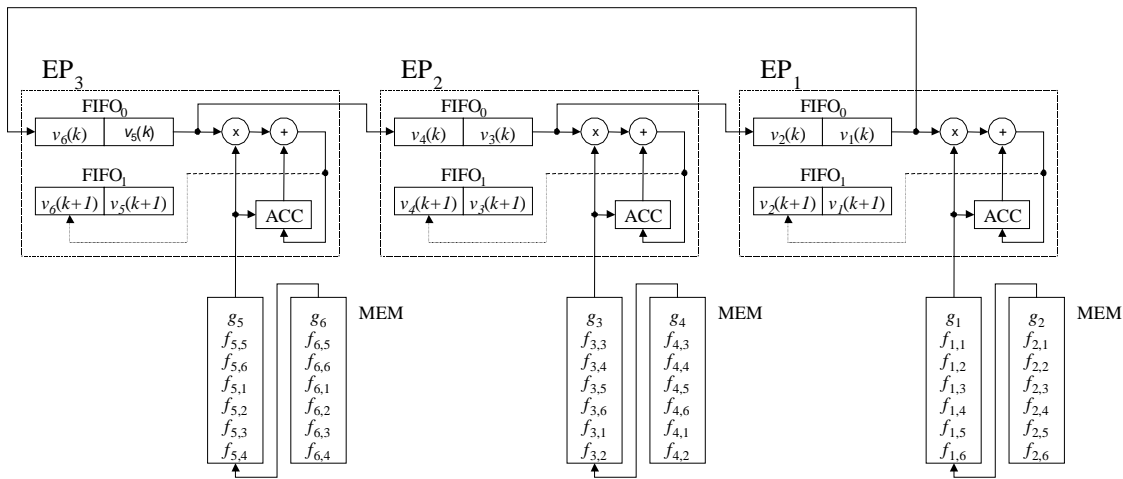 EP3 EP2 EP1
FIFO0 FIFO0 FIFO0
v6(k) v5(k) x + v4(k) v3(k) x + v2(k) v1(k) x +
FIFO1 FIFO1 FIFO1
v6(k+1) v5(k+1) ACC v4(k+1) v3(k+1) ACC v2(k+1) v1(k+1) ACC
g5 g6 MEM g3 g4 MEM g1 g2 MEM
f5,5 f6,5 f3,3 f4,3 f1,1 f2,1
f5,6 f6,6 f3,4 f4,4 f1,2 f2,2
f5,1 f6,1 f3,5 f4,5 f1,3 f2,3
f5,2 f6,2 f3,6 f4,6 f1,4 f2,4
f5,3 f6,3 f3,1 f4,1 f1,5 f2,5
f5,4 f6,4 f3,2 f4,2 f1,6 f2,6